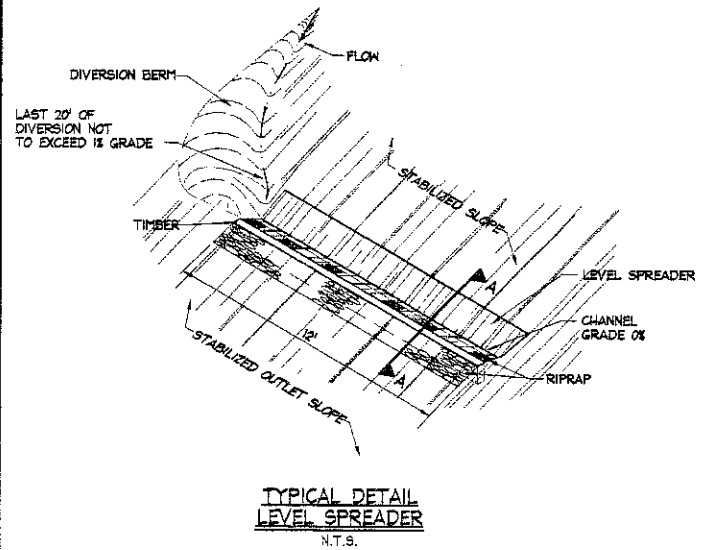 FLOW
DIVERSION BERM
LAST 20' OF
DIVERSION NOT
TO EXCEED 1% GRADE
STABILIZED SLOPE
TIMBER
LEVEL SPREADER
A
CHANNEL
GRADE 0%
12'
RIPRAP
A
STABILIZED OUTLET SLOPE
TYPICAL DETAIL
LEVEL SPREADER
N.T.S.